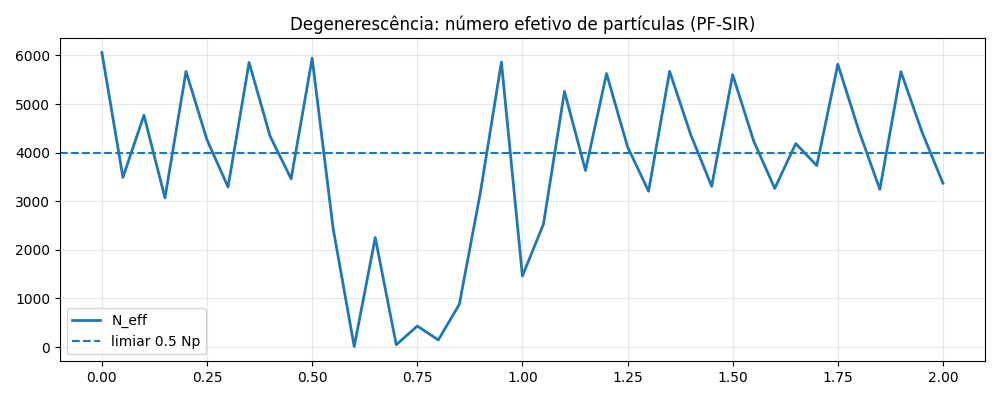 Degenerescência: número efetivo de partículas (PF-SIR)
6000
5000
4000
3000
2000
1000
0
N_eff
limiar 0.5 Np
0.00 0.25 0.50 0.75 1.00 1.25 1.50 1.75 2.00